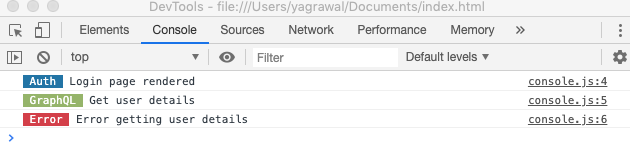 DevTools - file:///Users/yagrawal/Documents/index.html
Elements Console Sources Network Performance Memory »
top Filter Default levels
Auth Login page rendered console.js:4
GraphQL Get user details console.js:5
Error Error getting user details console.js:6
>